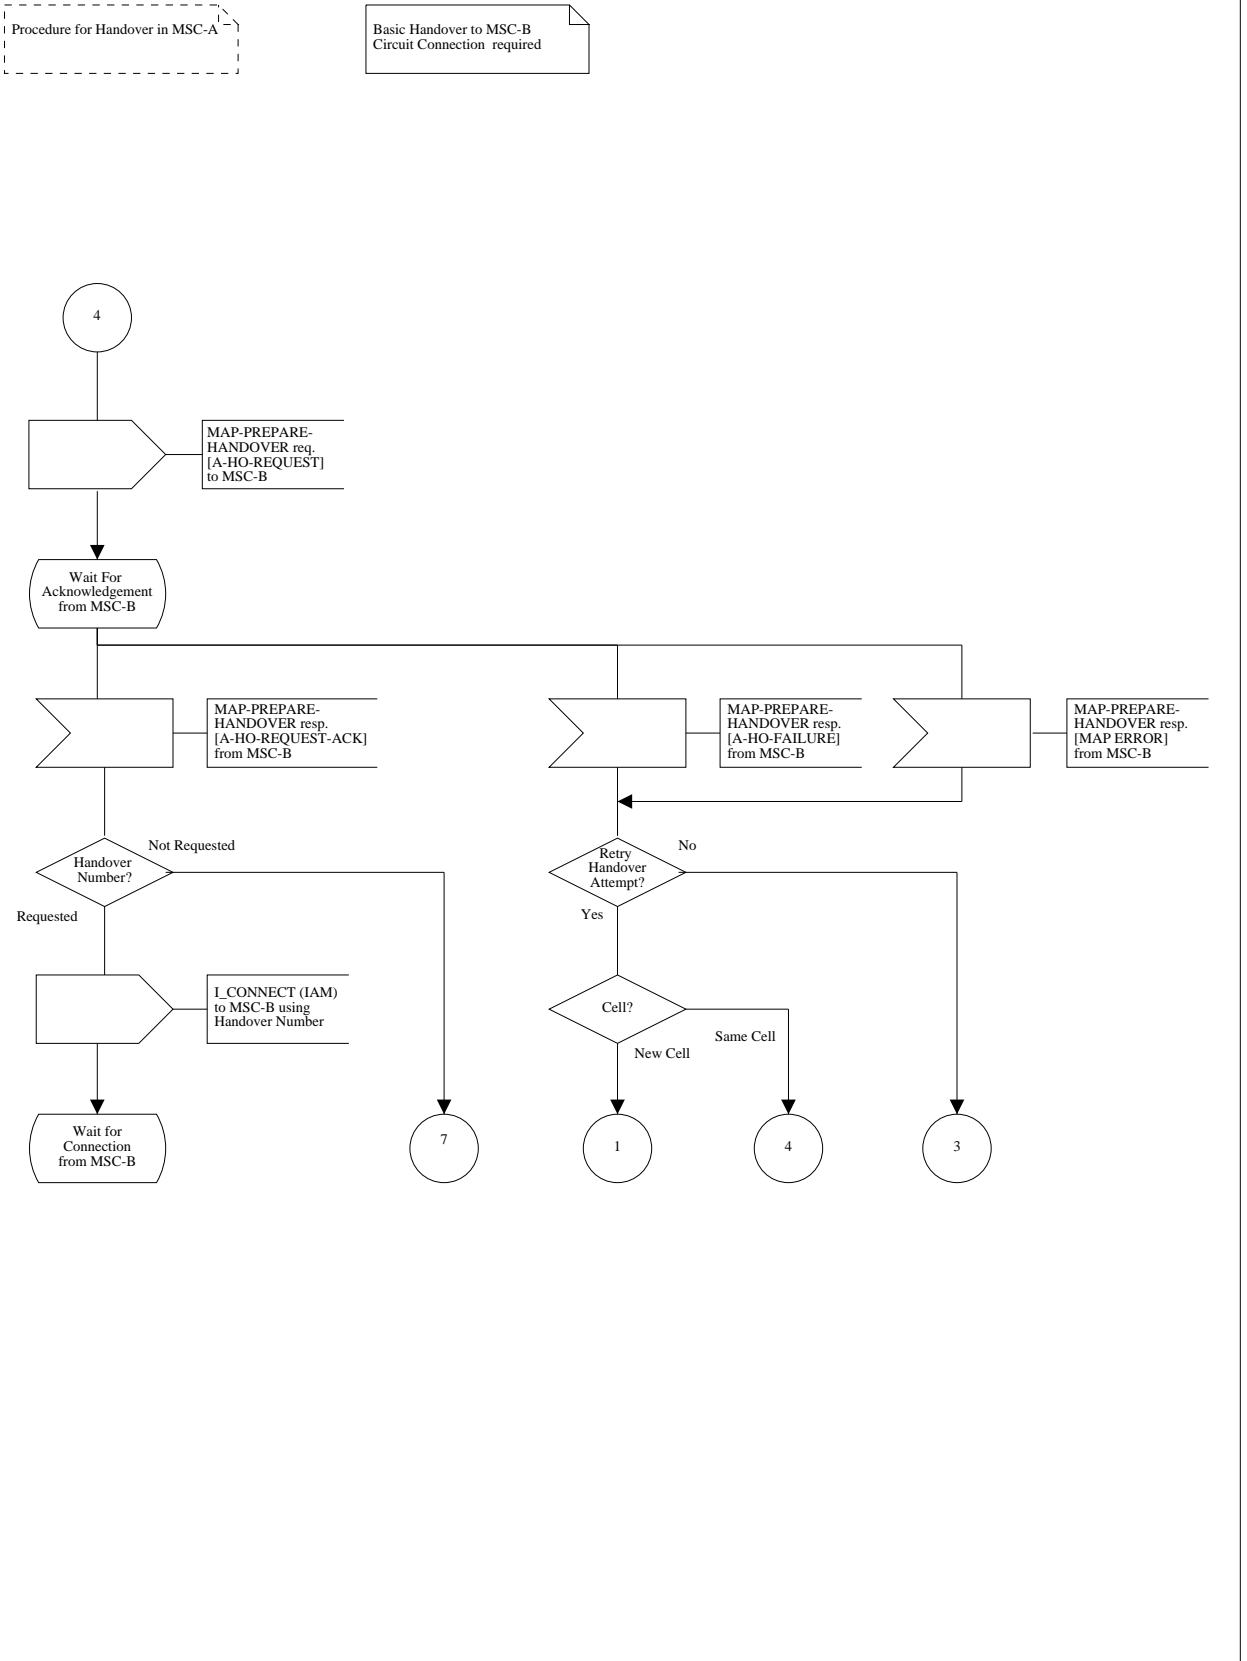 Procedure for Handover in MSC-A
Basic Handover to MSC-B
Circuit Connection required
4
MAP-PREPARE-
HANDOVER req.
[A-HO-REQUEST]
to MSC-B
Wait For
Acknowledgement
from MSC-B
MAP-PREPARE-
HANDOVER resp.
[A-HO-REQUEST-ACK]
from MSC-B
MAP-PREPARE-
HANDOVER resp.
[A-HO-FAILURE]
from MSC-B
MAP-PREPARE-
HANDOVER resp.
[MAP ERROR]
from MSC-B
Handover
Number?
Not Requested
Requested
Retry
Handover
Attempt?
No
Yes
I_CONNECT (IAM)
to MSC-B using
Handover Number
Cell?
Same Cell
New Cell
Wait for
Connection
from MSC-B
7
1
4
3